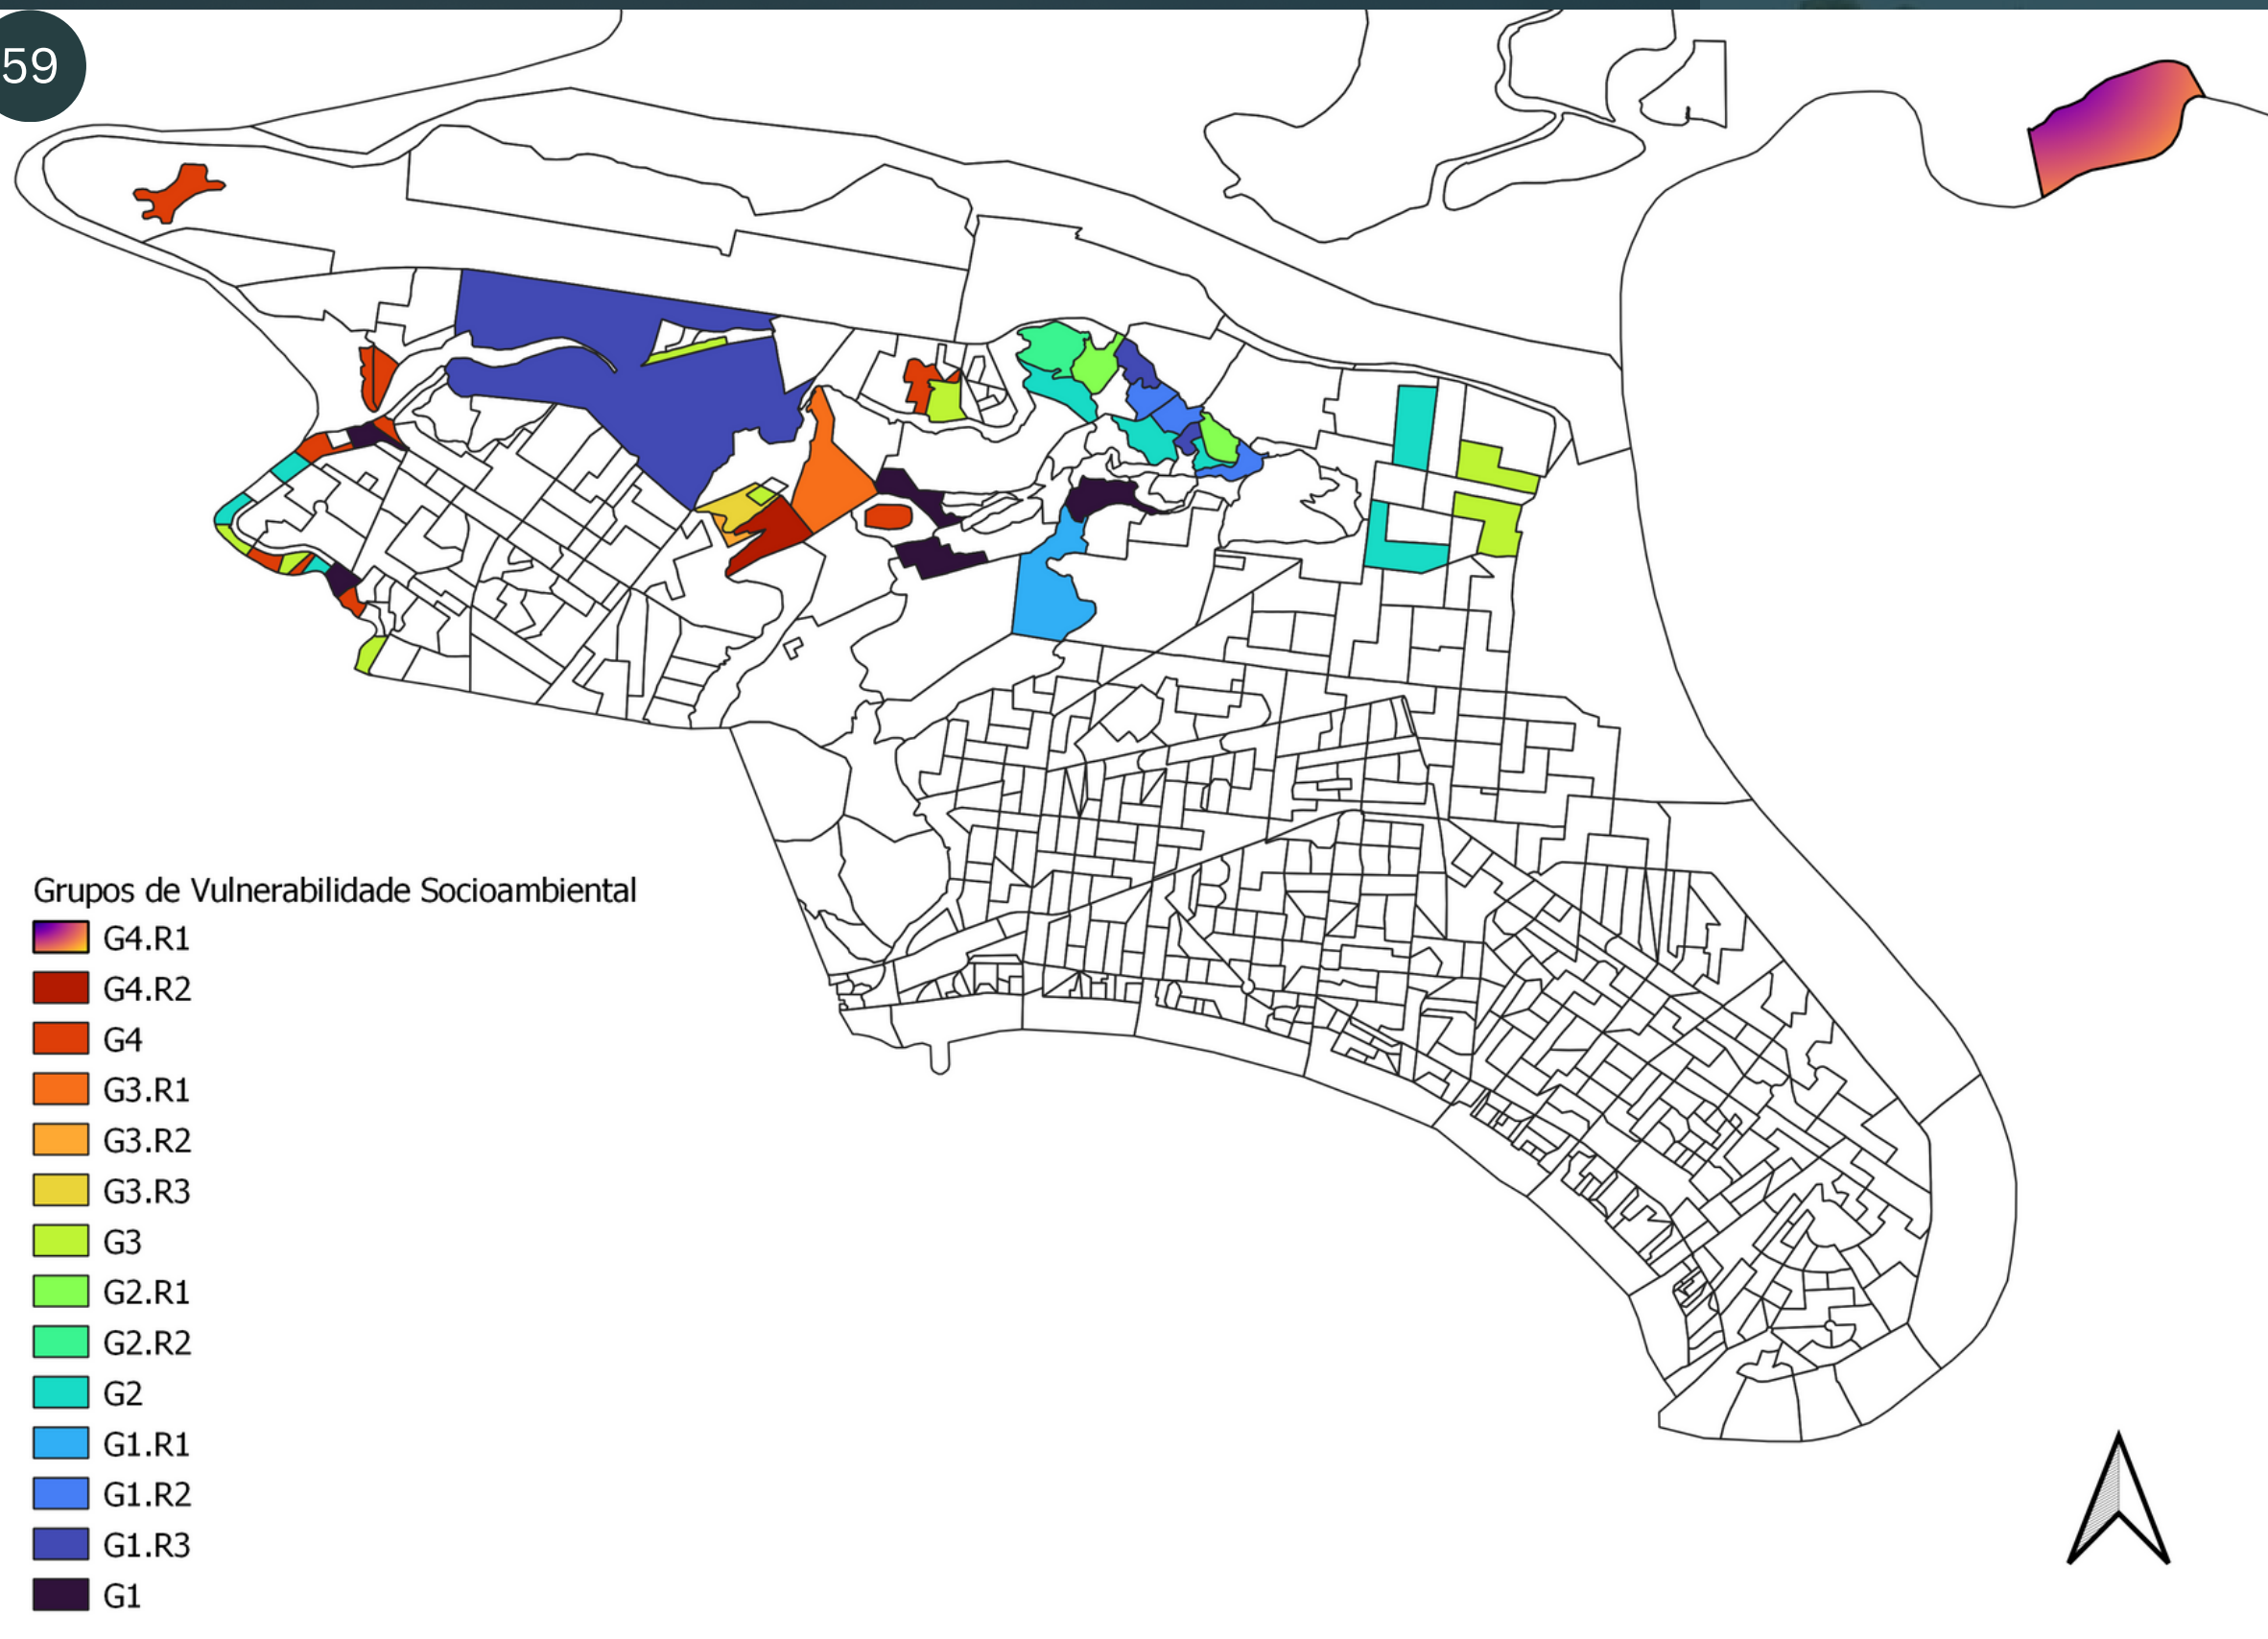 59
Grupos de Vulnerabilidade Socioambiental
G4.R1
G4.R2
G4
G3.R1
G3.R2
G3.R3
G3
G2.R1
G2.R2
G2
G1.R1
G1.R2
G1.R3
G1